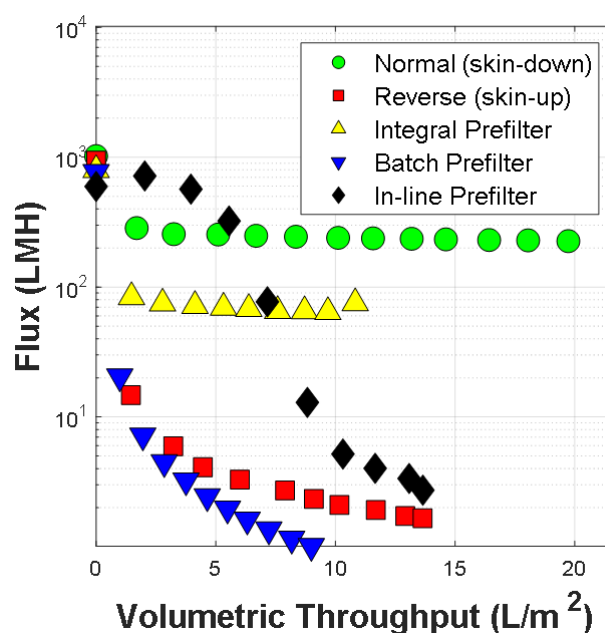 10^4
10^3
10^2
10^1
Flux (LMH)
Normal (skin-down)
Reverse (skin-up)
Integral Prefilter
Batch Prefilter
In-line Prefilter
0 5 10 15 20
Volumetric Throughput (L/m^2)